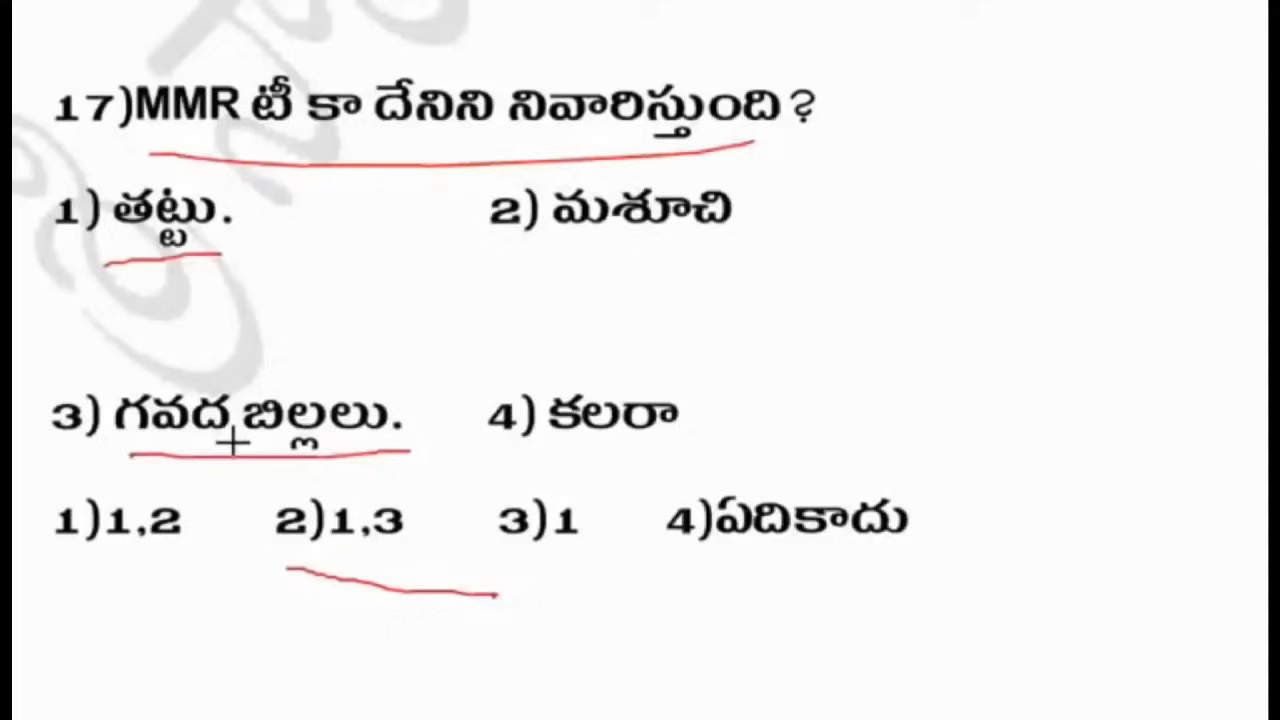 17)MMR టీ కా దేనిని నివారిస్తుంది?
1) తట్టు. 2) మశూచి
3) గవద బిల్లలు. 4) కలరా
1)1,2 2)1,3 3)1 4)ఏదికాదు